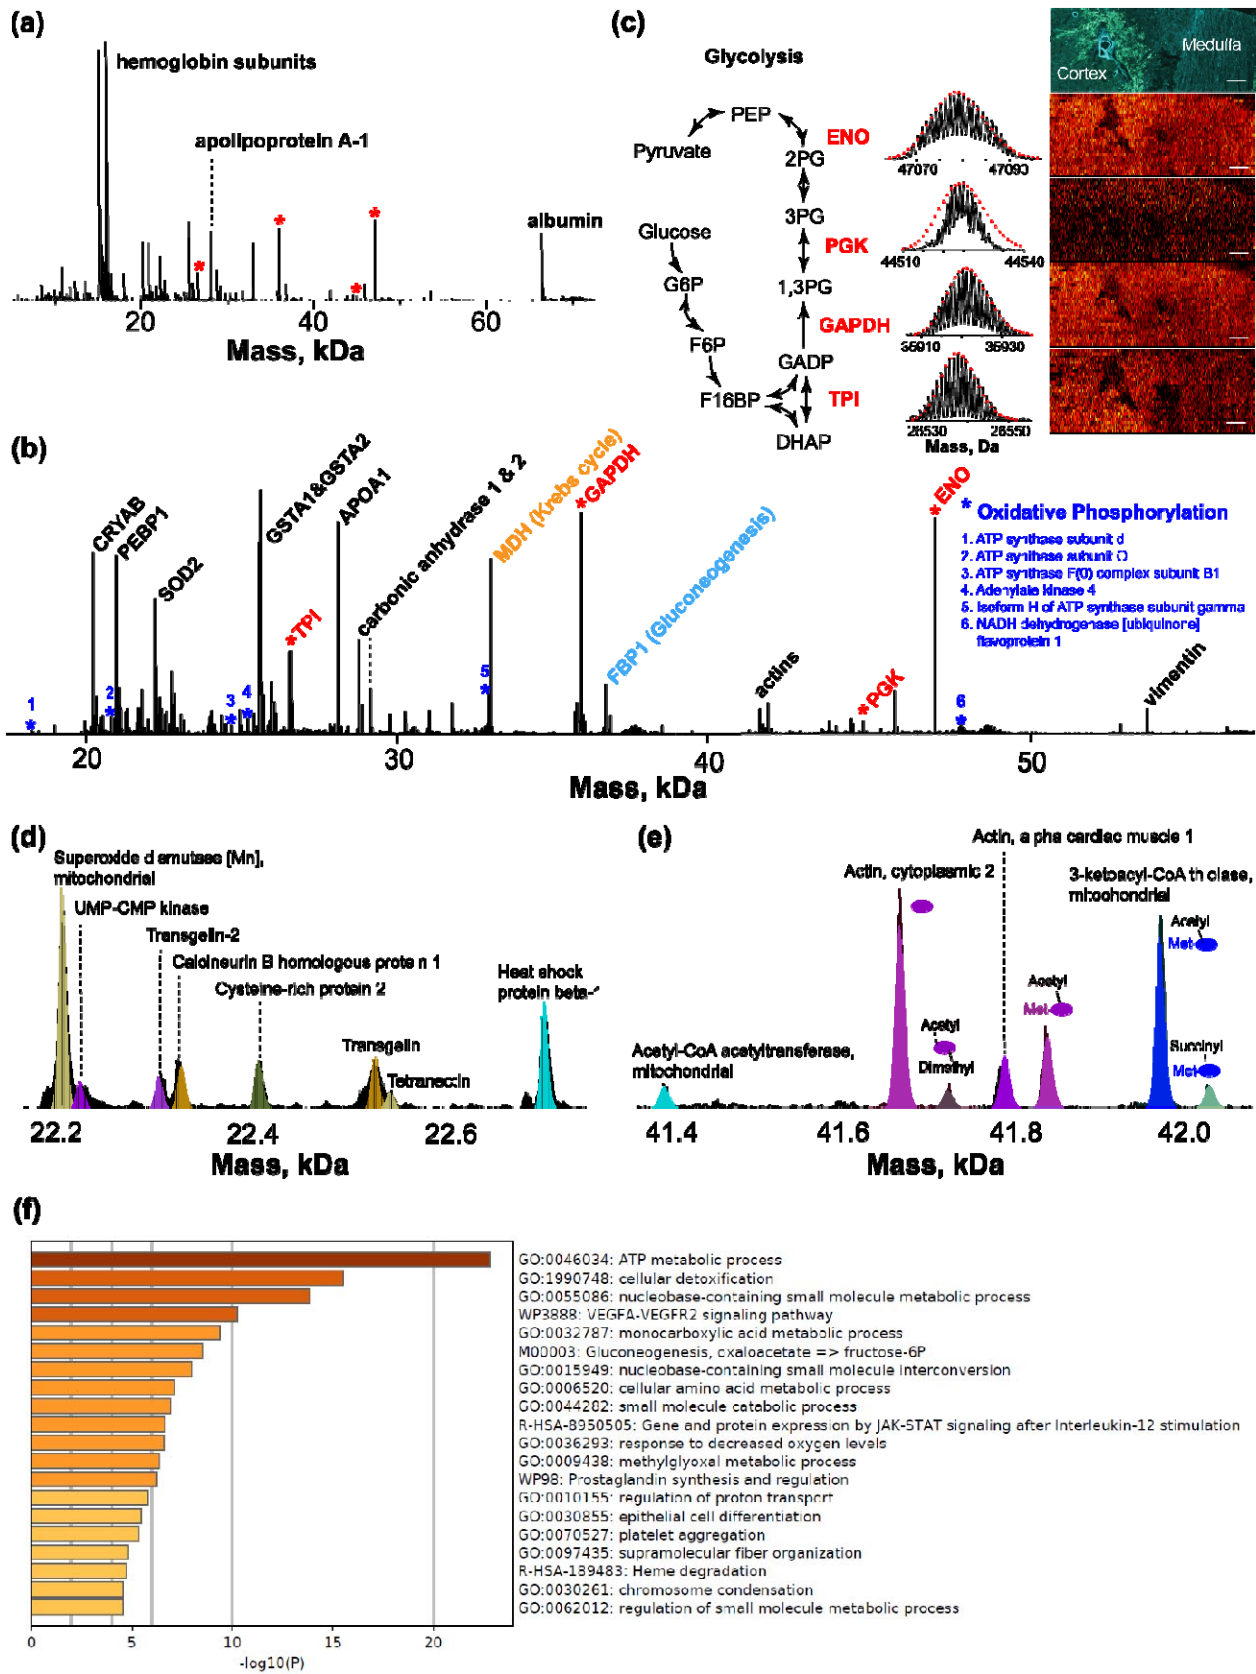 (a)
hemoglobin subunits
apolipoprotein A-1
albumin
20
40
60
Mass, kDa
(c)
Glycolysis
PEP
Pyruvate
2PG
3PG
Glucose
G6P
1,3PG
F6P
GADP
F16BP
DHAP
ENO
PGK
GAPDH
TPI
47070
47093
44510
44540
35910
35930
26530
26550
Mass, Da
Cortex
Medulla
(b)
CRYAB
PEBP1
SOD2
GSTA1&GSTA2
*TPI
APOA1
carbonic anhydrase 1 & 2
MDH (Krebs cycle)
*GAPDH
FBP1 (Gluconeogenesis)
actins
*PGK
*ENO
vimentin
1
2
3
4
5
6
* Oxidative Phosphorylation
1. ATP synthase subunit d
2. ATP synthase subunit O
3. ATP synthase F(0) complex subunit B1
4. Adenylate kinase 4
5. Isoform H of ATP synthase subunit gamma
6. NADH dehydrogenase [ubiquinone]
flavoprotein 1
20
30
40
50
Mass, kDa
(d)
Superoxide d smutase [Mn],
mitochondrial
UMP-CMP kinase
Transgelin-2
Calcineurin B homologous prote n 1
Cysteine-rich protein 2
Transgelin
Tetranectin
Heat shock
protein beta-
22.2
22.4
22.6
Mass, kDa
(e)
Actin, a pha cardiac muscle 1
Actin, cytoplasmic 2
3-ketoacyl-CoA th olase,
mitochondrial
Acetyl
Met
Acetyl
Met
Acetyl
Dimethyl
Succinyl
Met
Acetyl-CoA acetyltransferase,
mitochondrial
41.4
41.6
41.8
42.0
Mass, kDa
(f)
GO:0046034: ATP metabolic process
GO:1990748: cellular detoxification
GO:0055086: nucleobase-containing small molecule metabolic process
WP3888: VEGFA-VEGFR2 signaling pathway
GO:0032787: monocarboxylic acid metabolic process
M00003: Gluconeogenesis, oxaloacetate => fructose-6P
GO:0015949: nucleobase-containing small molecule interconversion
GO:0006520: cellular amino acid metabolic process
GO:0044282: small molecule catabolic process
R-HSA-8950505: Gene and protein expression by JAK-STAT signaling after Interleukin-12 stimulation
GO:0036293: response to decreased oxygen levels
GO:0009438: methylglyoxal metabolic process
WP98: Prostaglandin synthesis and regulation
GO:0010155: regulation of proton transport
GO:0030855: epithelial cell differentiation
GO:0070527: platelet aggregation
GO:0097435: supramolecular fiber organization
R-HSA-189483: Heme degradation
GO:0030261: chromosome condensation
GO:0062012: regulation of small molecule metabolic process
0
5
10
15
20
-log10(P)